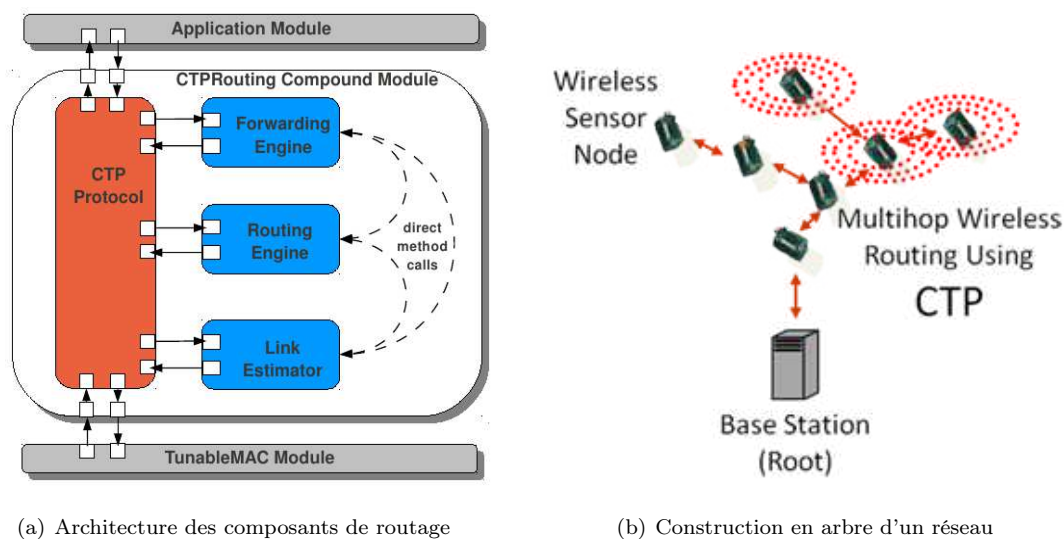 Application Module
CTPRouting Compound Module
CTP
Protocol
Forwarding
Engine
Routing
Engine
Link
Estimator
direct
method
calls
TunableMAC Module
(a) Architecture des composants de routage
Wireless
Sensor
Node
Multihop Wireless
Routing Using
CTP
Base Station
(Root)
(b) Construction en arbre d'un réseau